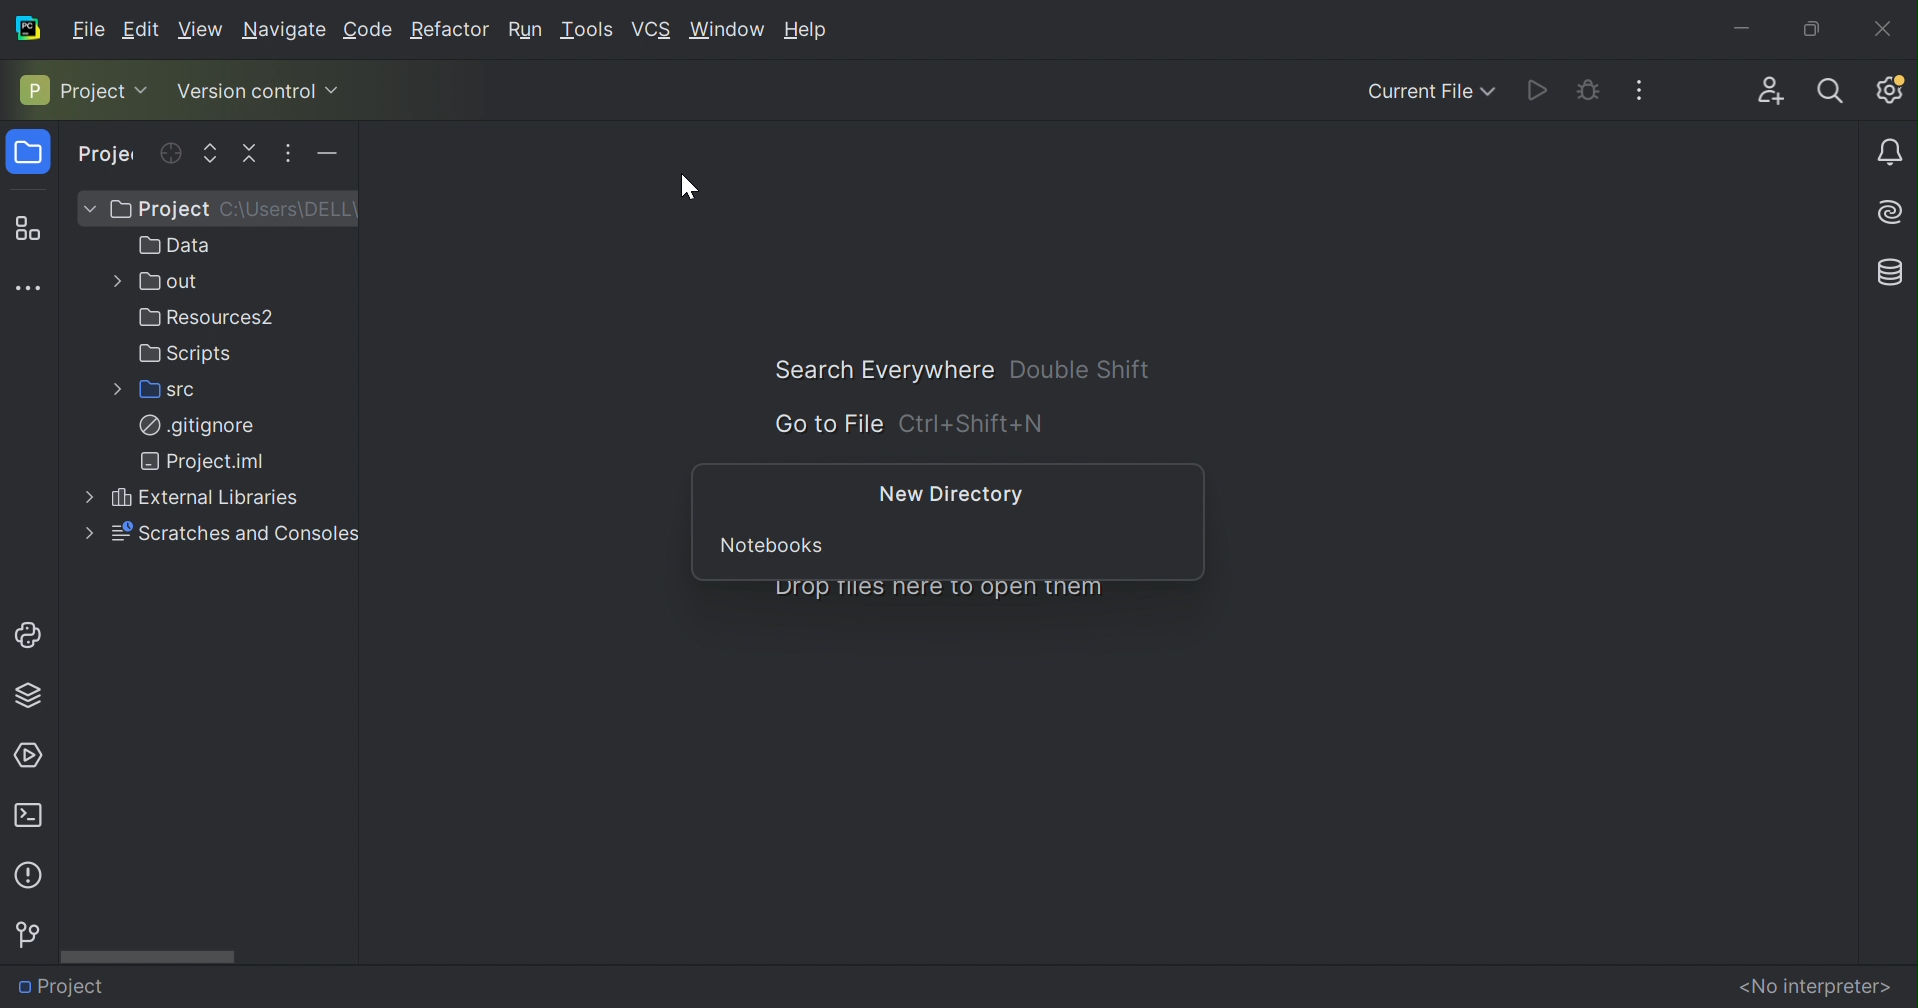 PC
File Edit View Navigate Code Refactor Run Tools VCS Window Help
P Project Version control Current File
Proje
Project C:\Users\DELL\
Data
out
Resources2
Scripts
src
.gitignore
Project.iml
External Libraries
Scratches and Consoles
Search Everywhere Double Shift
Go to File Ctrl+Shift+N
New Directory
Notebooks
Drop files here to open them
Project
<No interpreter>